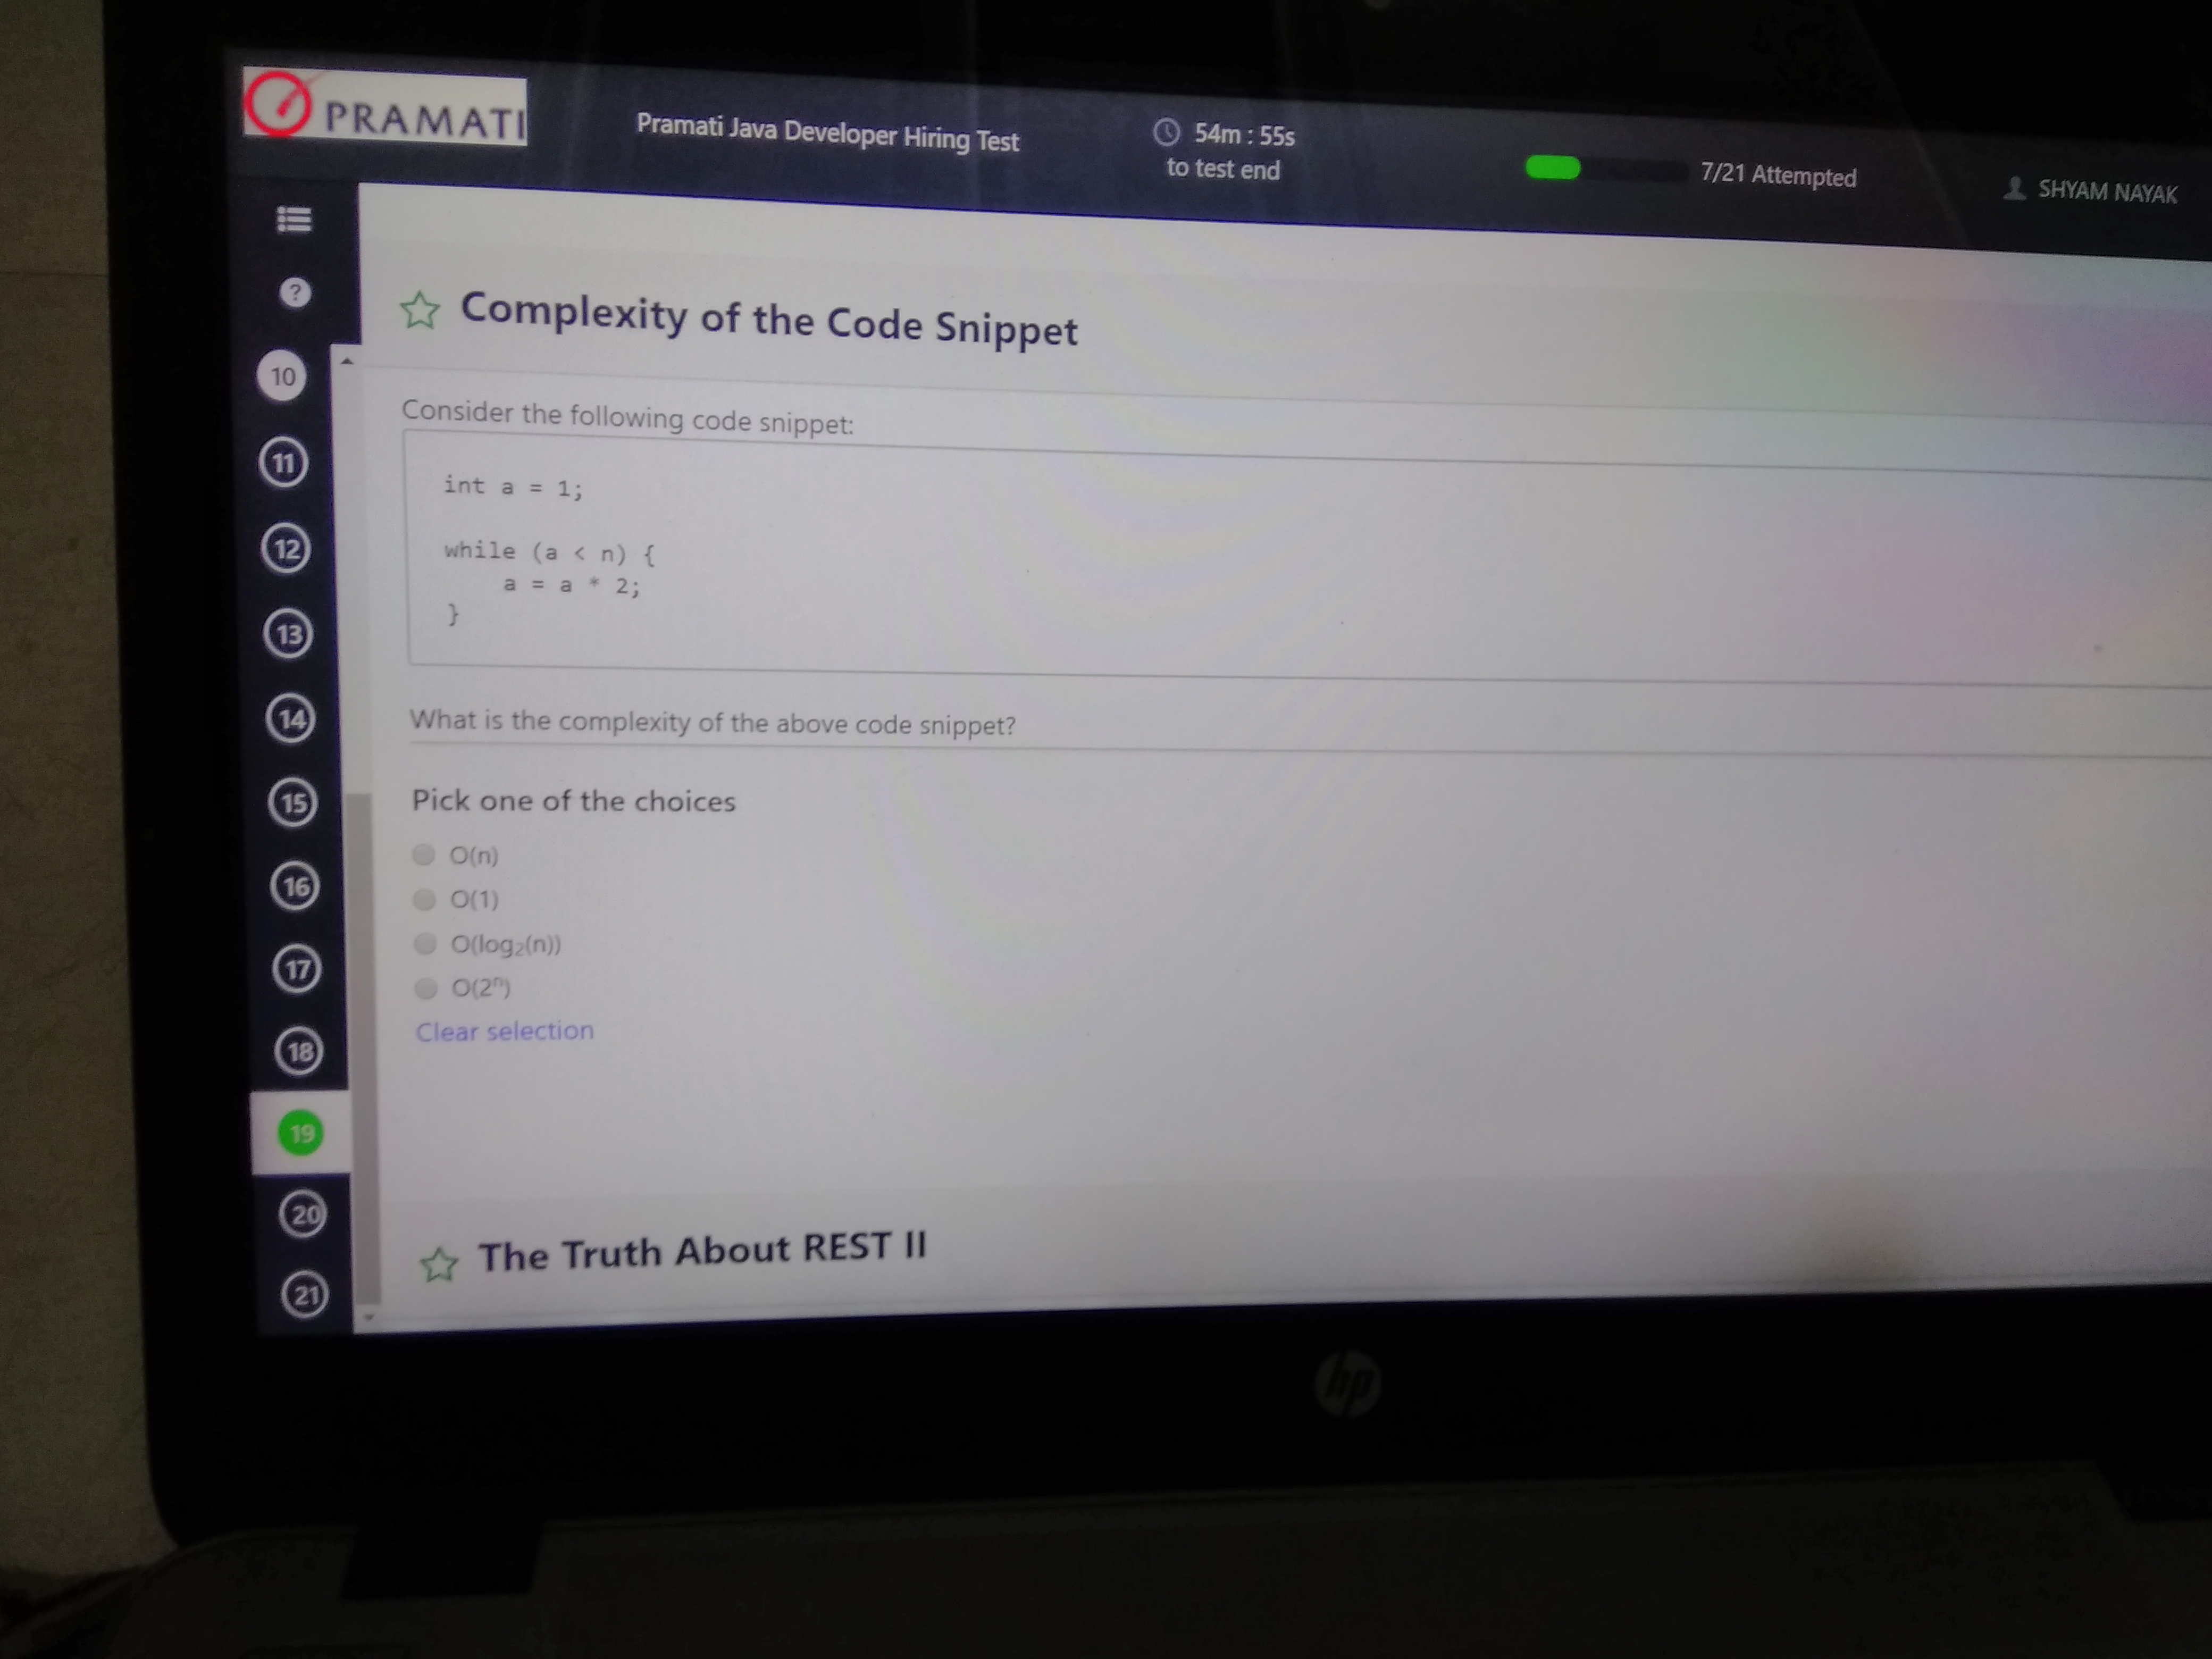 PRAMATI
Pramati Java Developer Hiring Test
54m : 55s
to test end
7/21 Attempted
SHYAM NAYAK
?
10
11
12
13
14
15
16
17
18
19
20
21
Complexity of the Code Snippet
Consider the following code snippet:
int a = 1;
while (a < n) {
a = a * 2;
}
What is the complexity of the above code snippet?
Pick one of the choices
O(n)
O(1)
O(log₂(n))
O(2ⁿ)
Clear selection
The Truth About REST II
hp